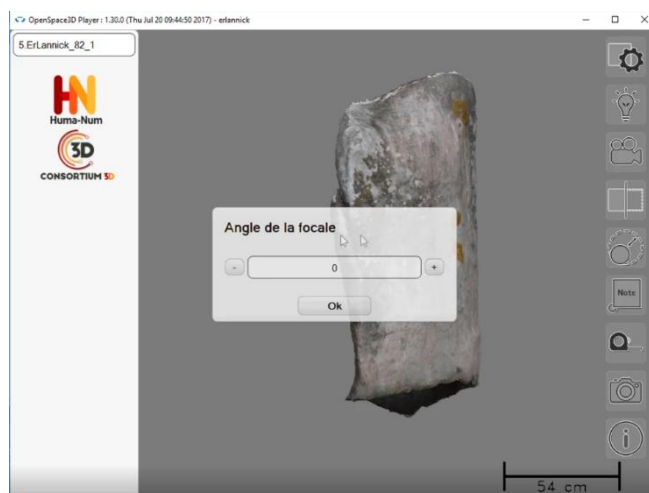 OpenSpace3D Player : 1.30.0 (Thu Jul 20 09:44:50 2017) - erlannick
5.ErLannick_82_1
HN
Huma-Num
3D
CONSORTIUM 3D
Angle de la focale
- 0 +
Ok
Note
i
54 cm